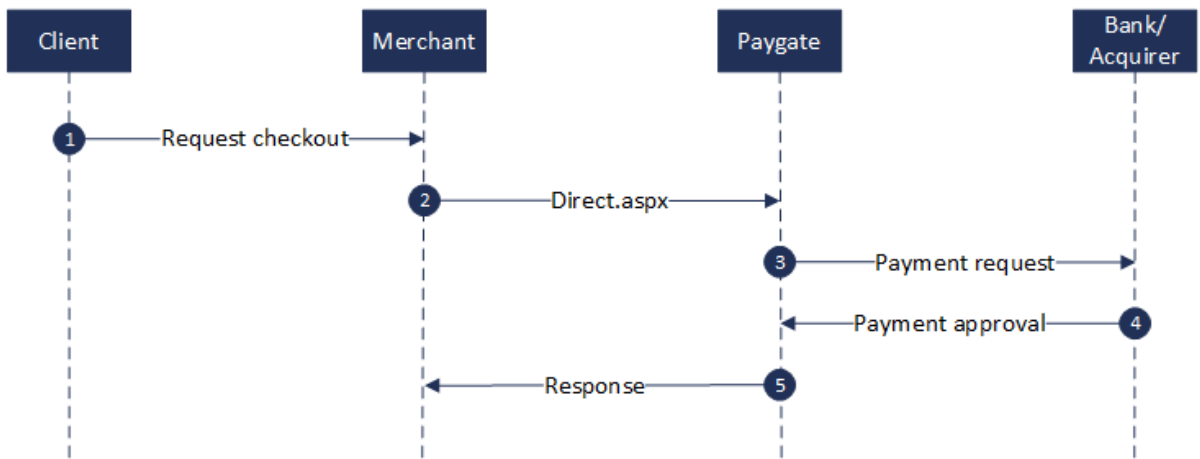 Client
Merchant
Paygate
Bank/
Acquirer
1
Request checkout
2
Direct.aspx
3
Payment request
Payment approval
4
Response
5